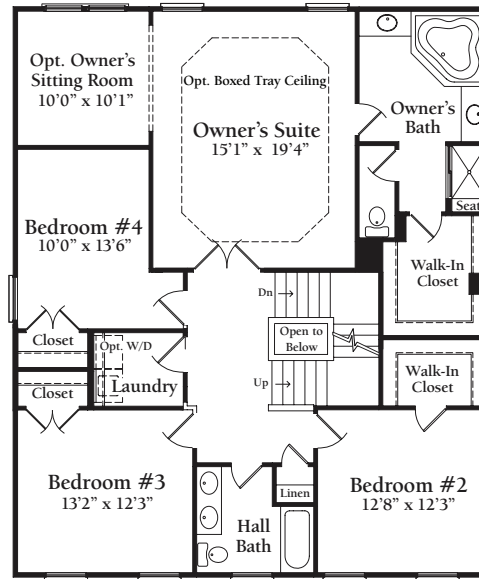 Opt. Owner's
Sitting Room
10'0" x 10'1"
Opt. Boxed Tray Ceiling
Owner's Suite
15'1" x 19'4"
Owner's
Bath
Seat
Bedroom #4
10'0" x 13'6"
Walk-In
Closet
Dn
Open to
Below
Up
Closet
Opt. W/D
Laundry
Closet
Walk-In
Closet
Bedroom #3
13'2" x 12'3"
Linen
Hall
Bath
Bedroom #2
12'8" x 12'3"